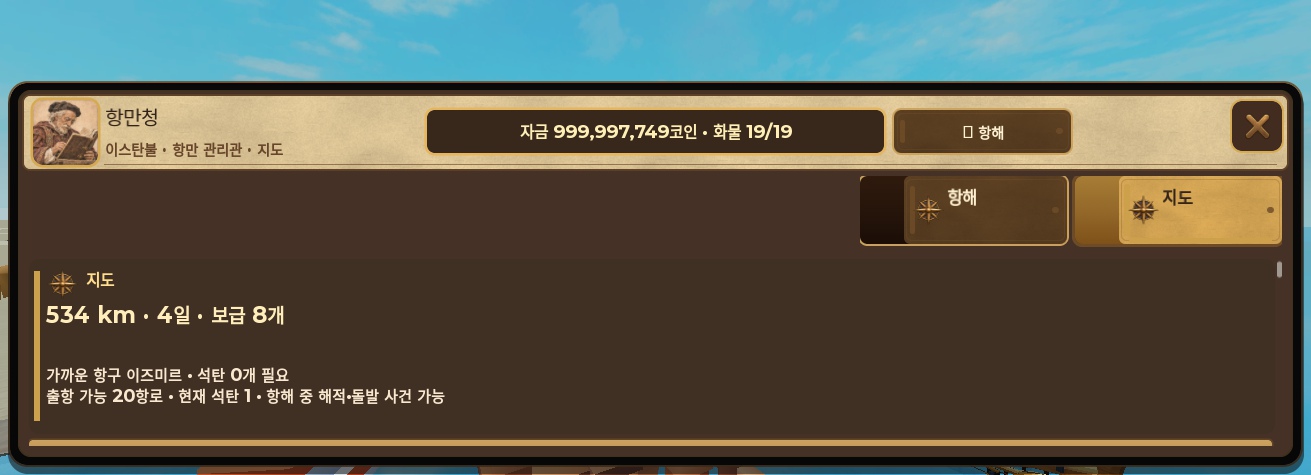 항만청
이스탄불 • 항만 관리관 • 지도
자금 999,997,749코인 • 화물 19/19
항해
항해
지도
지도
534 km • 4일 • 보급 8개
가까운 항구 이즈미르 • 석탄 0개 필요
출항 가능 20항로 • 현재 석탄 1 • 항해 중 해적•돌발 사건 가능